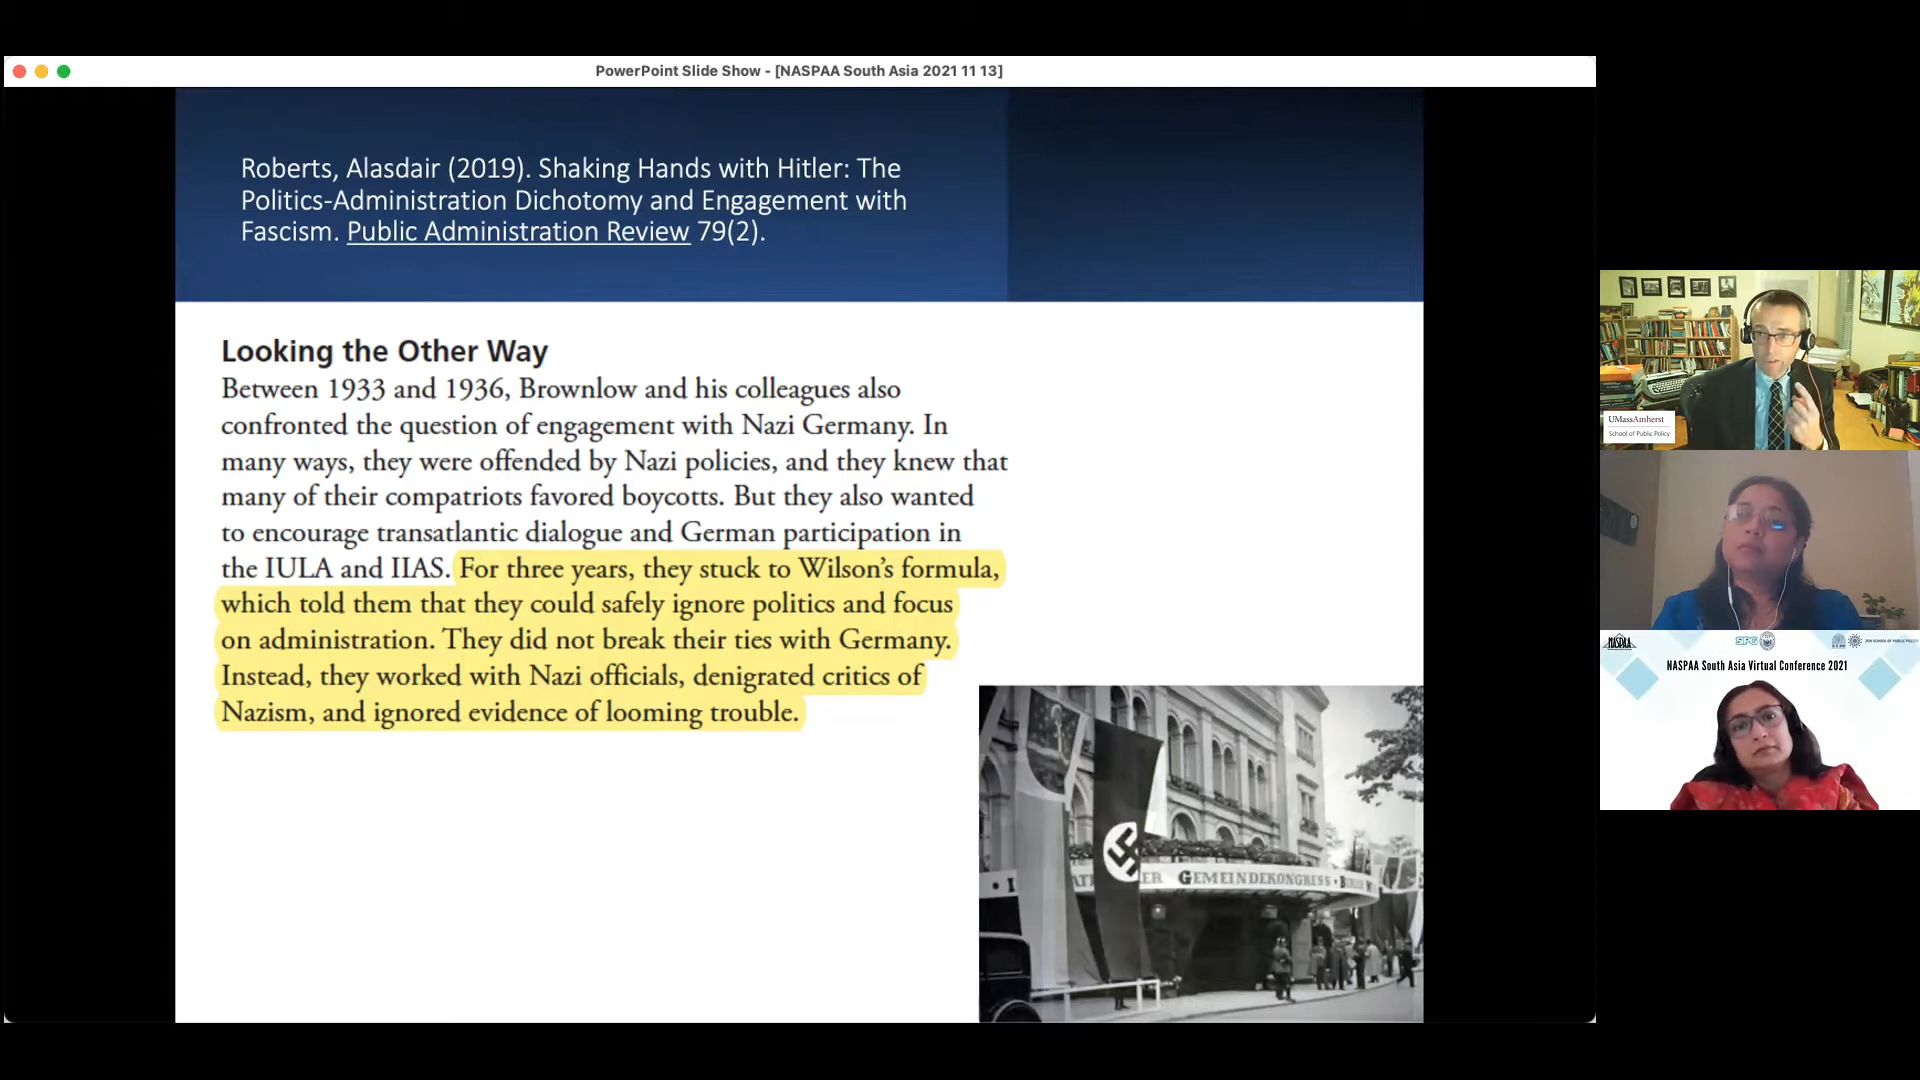 PowerPoint Slide Show - [NASPAA South Asia 2021 11 13]
Roberts, Alasdair (2019). Shaking Hands with Hitler: The
Politics-Administration Dichotomy and Engagement with
Fascism. Public Administration Review 79(2).
Looking the Other Way
Between 1933 and 1936, Brownlow and his colleagues also
confronted the question of engagement with Nazi Germany. In
many ways, they were offended by Nazi policies, and they knew that
many of their compatriots favored boycotts. But they also wanted
to encourage transatlantic dialogue and German participation in
the IULA and IIAS. For three years, they stuck to Wilson's formula,
which told them that they could safely ignore politics and focus
on administration. They did not break their ties with Germany.
Instead, they worked with Nazi officials, denigrated critics of
Nazism, and ignored evidence of looming trouble.
GEMEINDEKONGRESS
UMassAmherst
School of Public Policy
NASPAA
SPG
NASPAA South Asia Virtual Conference 2021